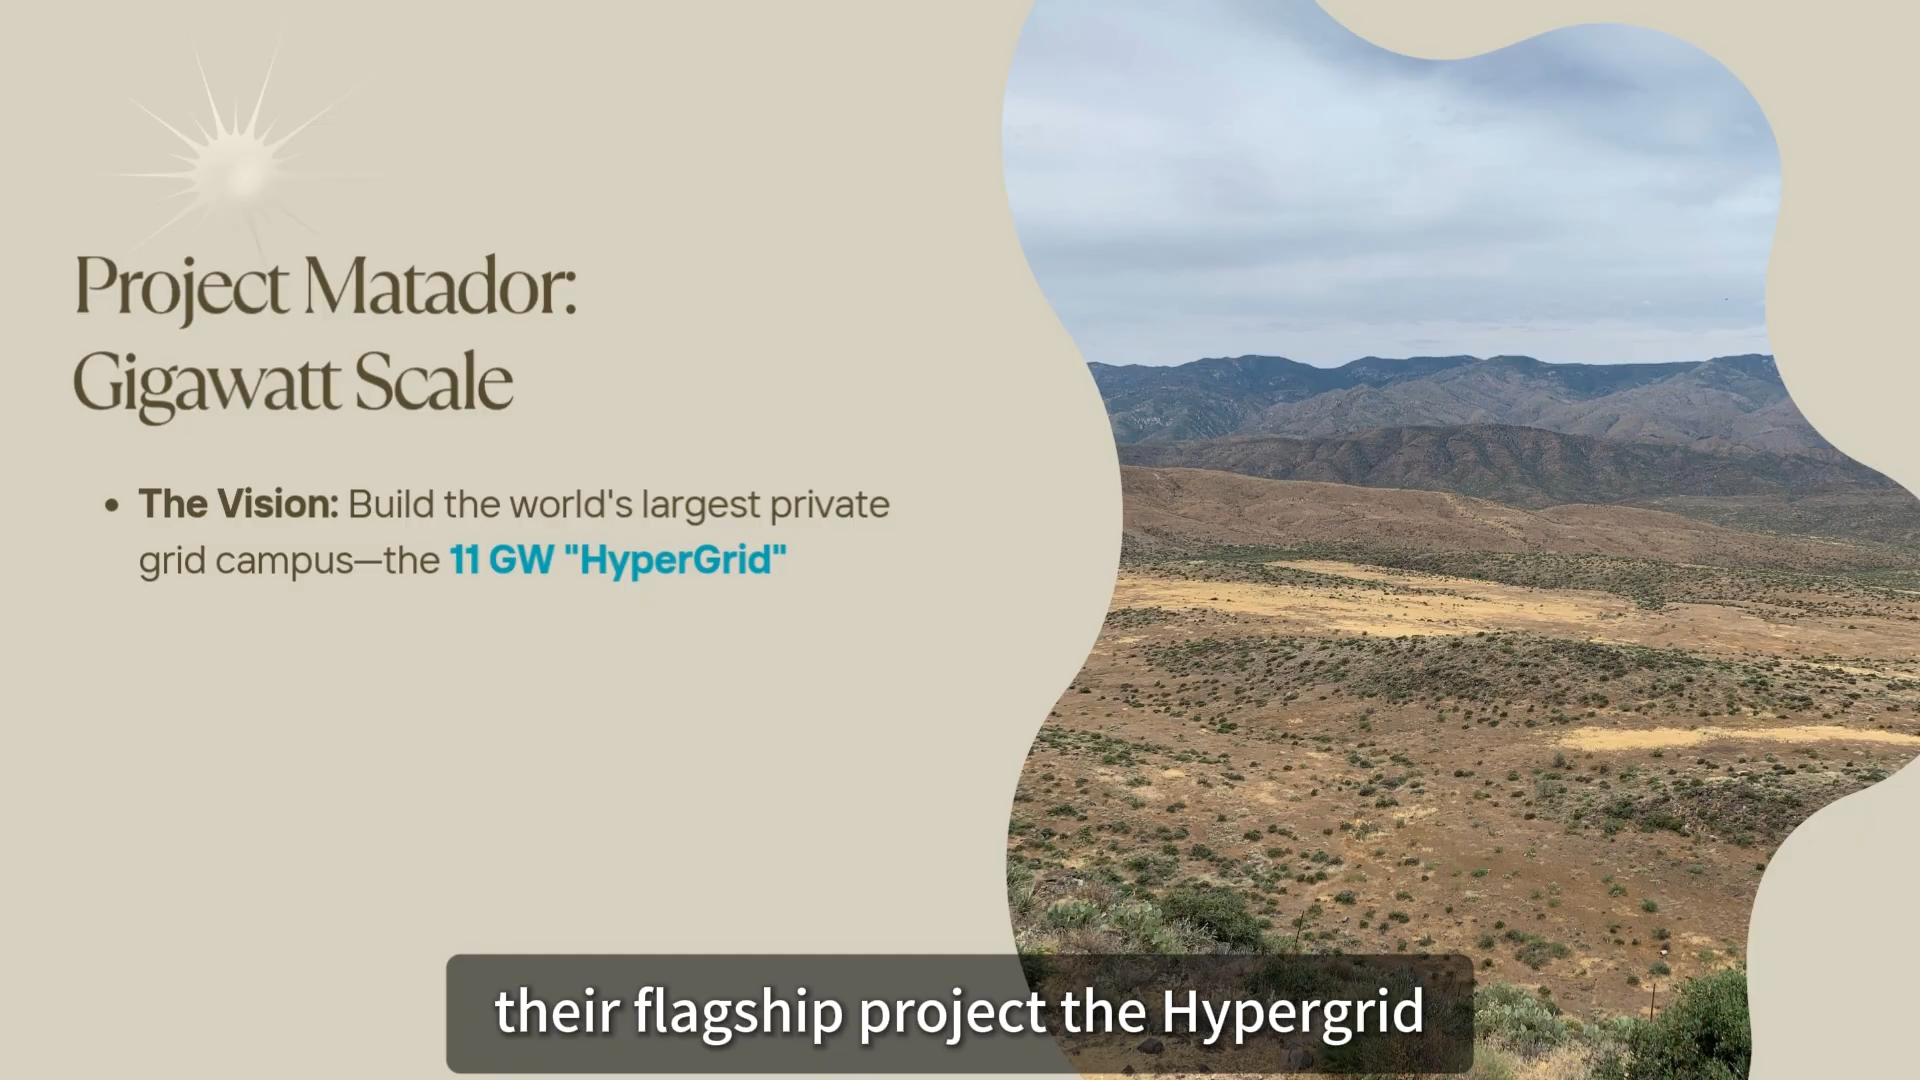 Project Matador:
Gigawatt Scale
• The Vision: Build the world's largest private
grid campus—the 11 GW "HyperGrid"
their flagship project the Hypergrid